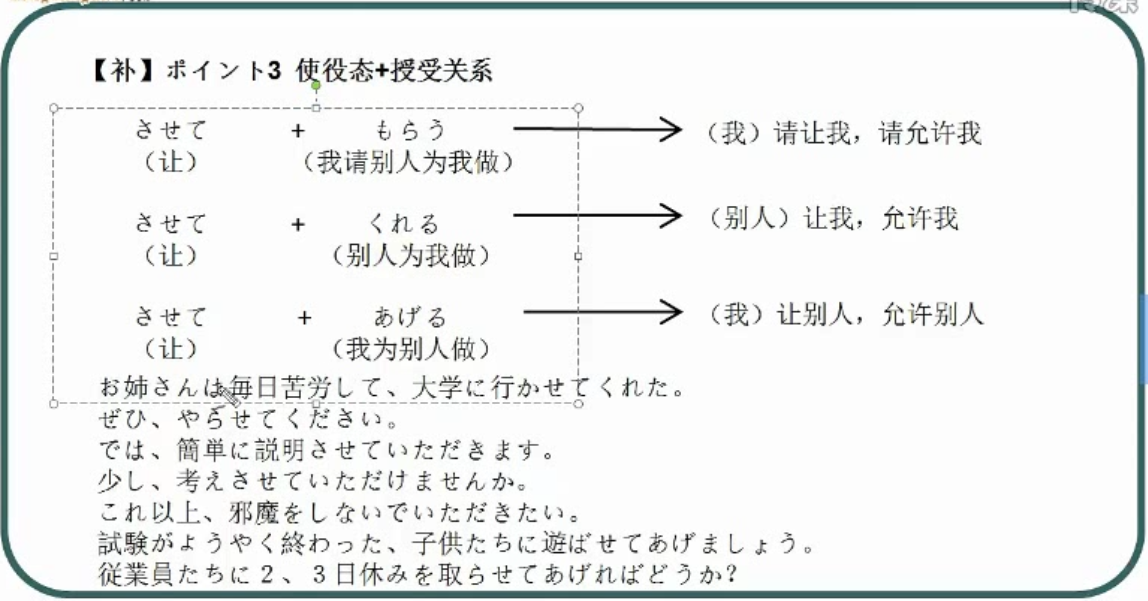 【补】ポイント3 使役态+授受关系
させて + もらう （我）请让我，请允许我
（让） （我请别人为我做）
させて + くれる （别人）让我，允许我
（让） （别人为我做）
させて + あげる （我）让别人，允许别人
（让） （我为别人做）
お姉さんは毎日苦労して、大学に行かせてくれた。
ぜひ、やらせてください。
では、簡単に説明させていただきます。
少し、考えさせていただけませんか。
これ以上、邪魔をしないでいただきたい。
試験がようやく終わった、子供たちに遊ばせてあげましょう。
従業員たちに２、３日休みを取らせてあげればどうか？